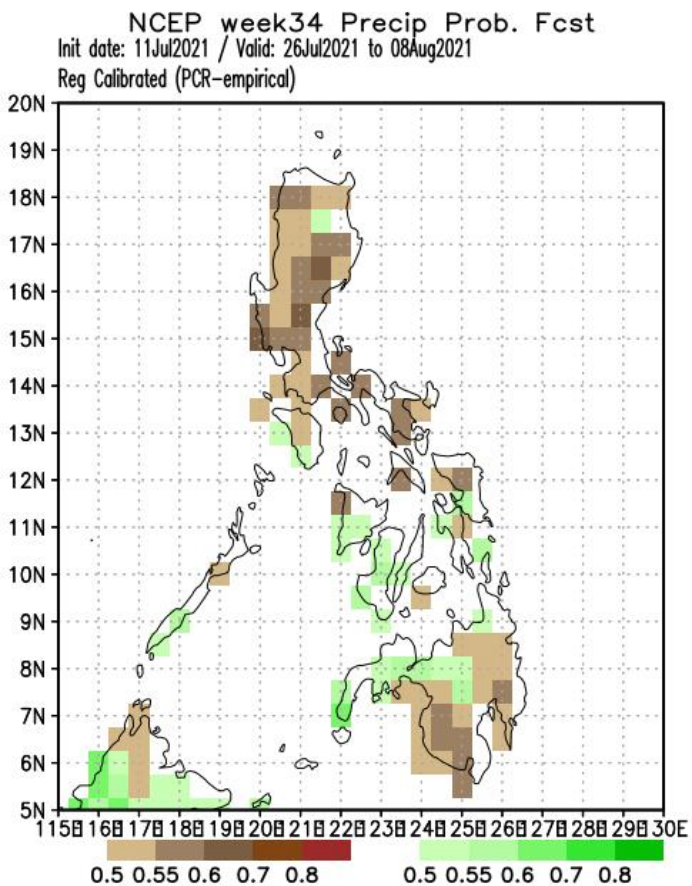 NCEP week34 Precip Prob. Fcst
Init date: 11Jul2021 / Valid: 26Jul2021 to 08Aug2021
Reg Calibrated (PCR-empirical)
20N
19N
18N
17N
16N
15N
14N
13N
12N
11N
10N
9N
8N
7N
6N
5N
0.5 0.55 0.6 0.7 0.8 0.5 0.55 0.6 0.7 0.8